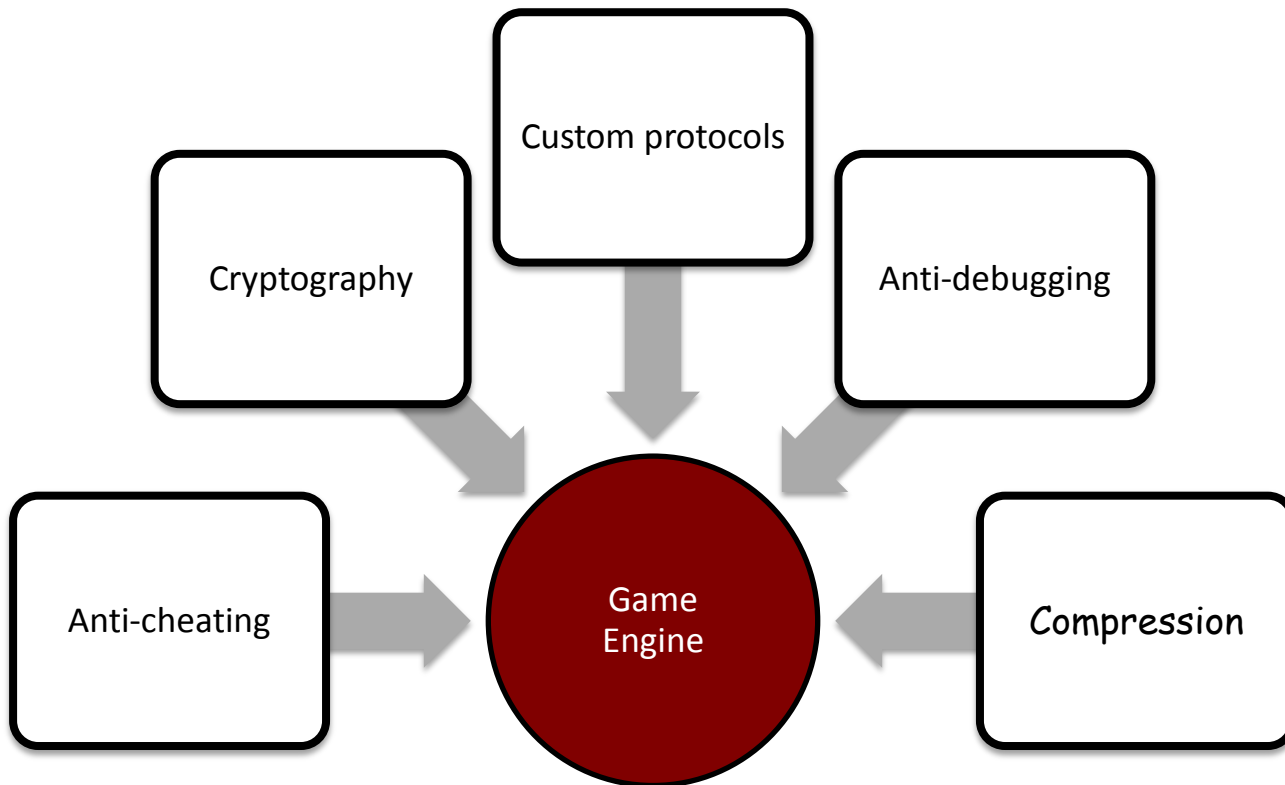 Custom protocols
Cryptography
Anti-debugging
Anti-cheating
Game
Engine
Compression